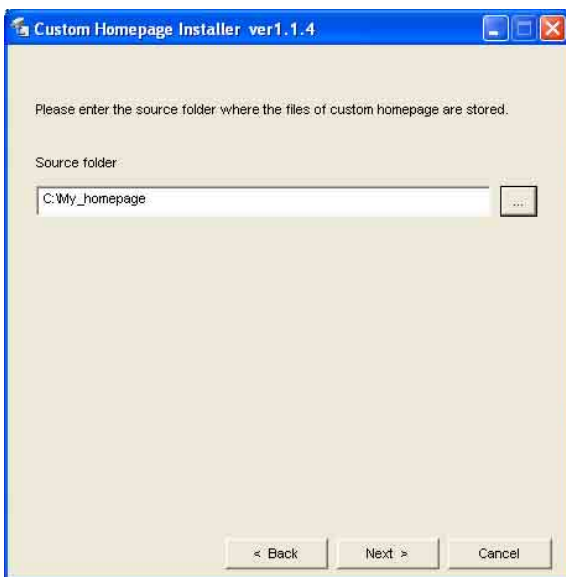 Custom Homepage Installer ver1.1.4
Please enter the source folder where the files of custom homepage are stored.
Source folder
C:\My_homepage
...
< Back
Next >
Cancel